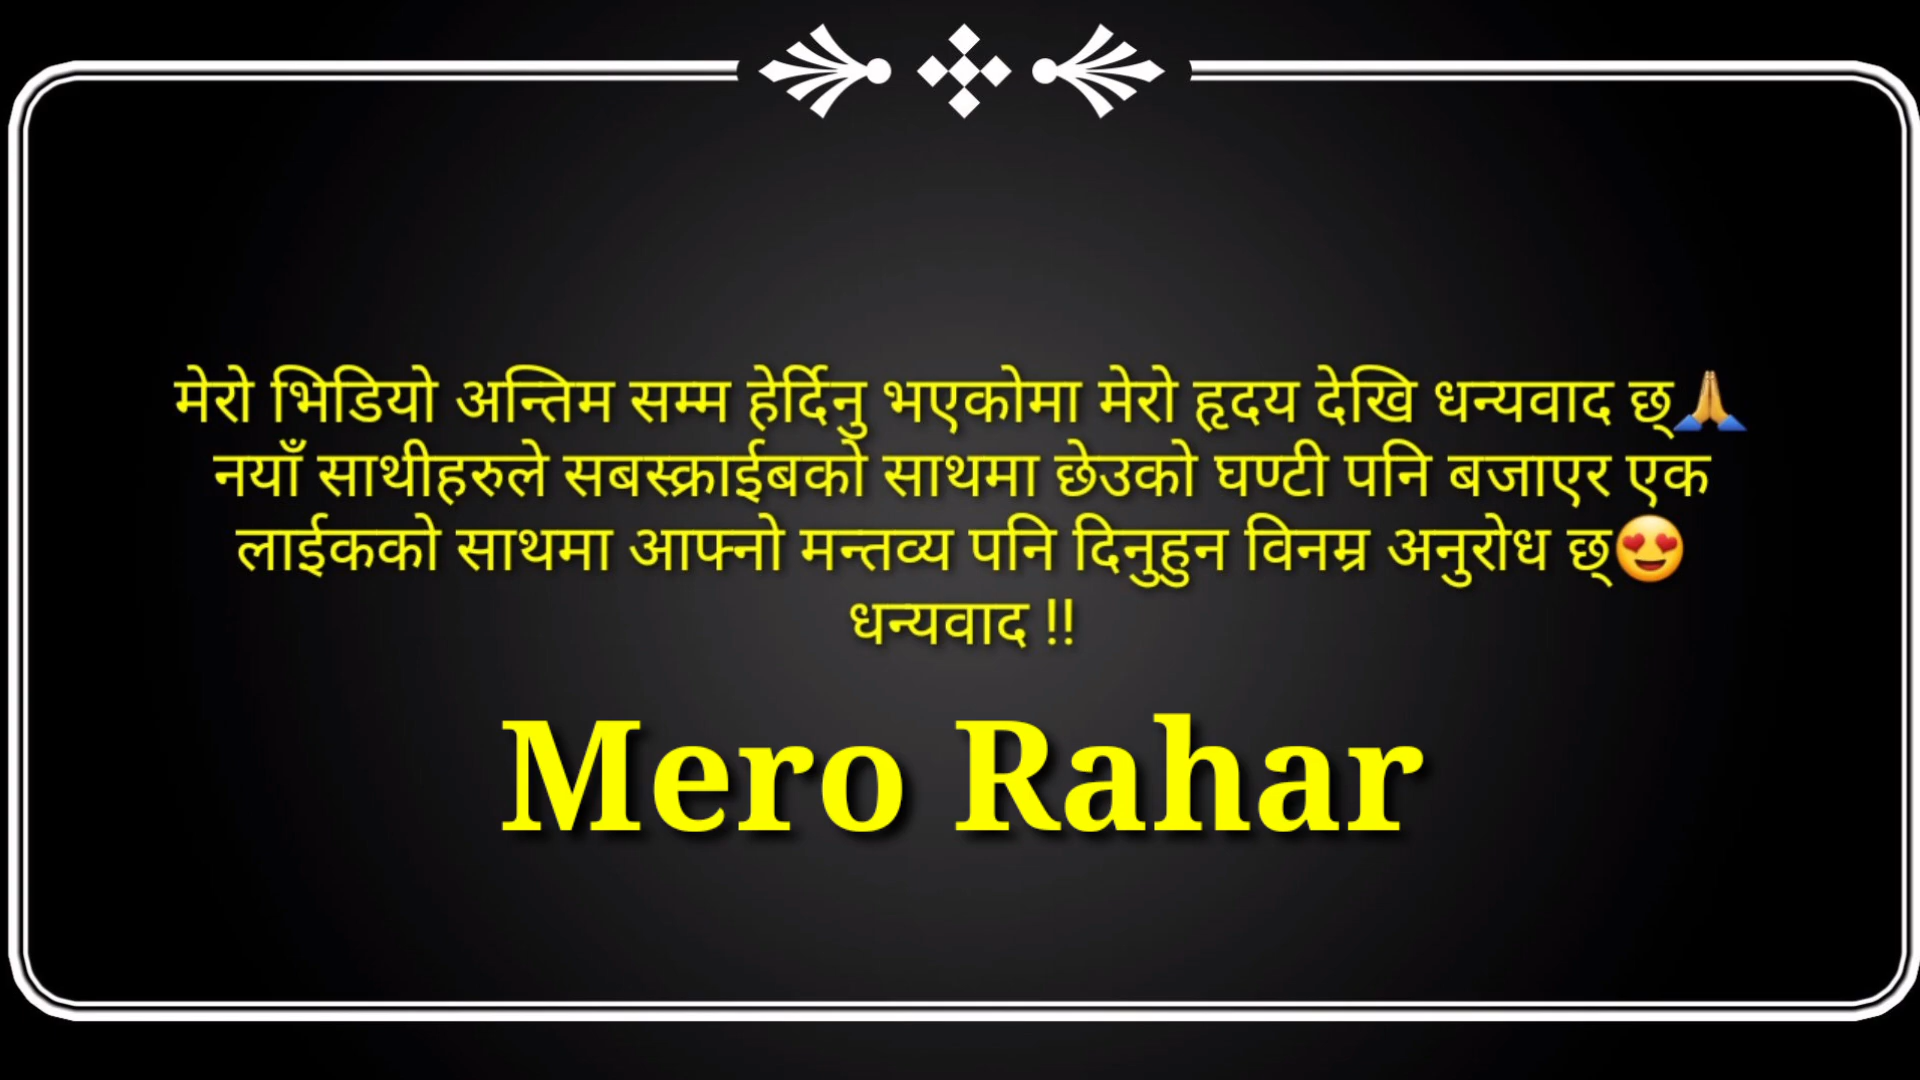 मेरो भिडियो अन्तिम सम्म हेर्दिनु भएकोमा मेरो हृदय देखि धन्यवाद छ्🙏
नयाँ साथीहरुले सबस्क्राईबको साथमा छेउको घण्टी पनि बजाएर एक
लाईकको साथमा आफ्नो मन्तव्य पनि दिनुहुन विनम्र अनुरोध छ्😍
धन्यवाद !!
Mero Rahar